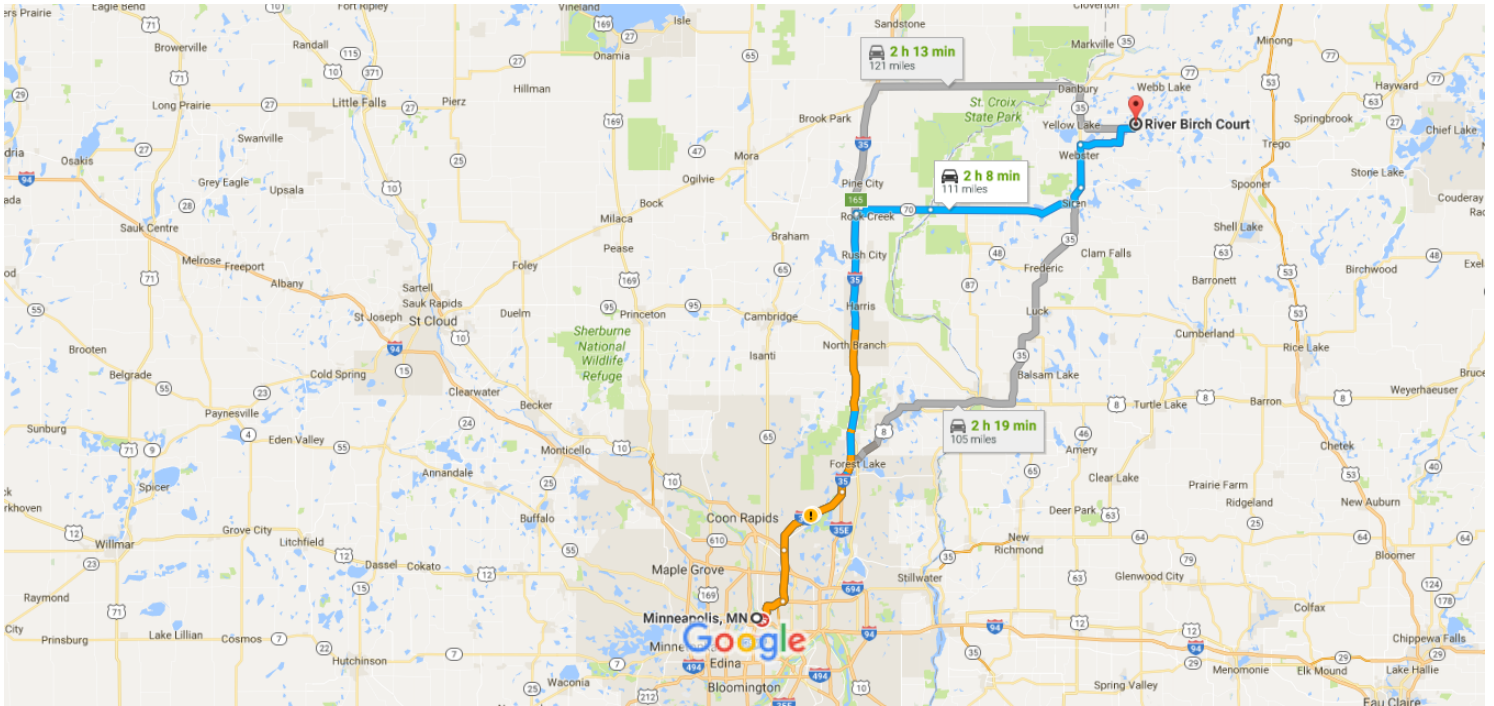 ers Prairie
Eagle Bend
Fort Ripley
Vineland
Isle
Sandstone
Cloverton
Markville
Minong
Browerville
Randall
Onamia
2 h 13 min
121 miles
Long Prairie
Little Falls
Pierz
Hillman
Danbury
Webb Lake
Hayward
St. Croix
State Park
Brook Park
Swanville
Mora
Yellow Lake
River Birch Court
Springbrook
Chief Lake
Osakis
Grey Eagle
Upsala
Ogilvie
Webster
Trego
Stone Lake
2 h 8 min
111 miles
Pine City
Spooner
Bock
Milaca
165
Rock Creek
70
Siren
Couderay
Sauk Centre
Braham
Shell Lake
Melrose
Freeport
Foley
Pease
Rush City
Clam Falls
Albany
Frederic
Barronett
Birchwood
Sartell
Sauk Rapids
St Joseph
St Cloud
Duelm
Princeton
Cambridge
Harris
Luck
Cumberland
Rice Lake
Sherburne
National
Wildlife
Refuge
Brooten
Belgrade
Cold Spring
Isanti
North Branch
Balsam Lake
Clearwater
Becker
Turtle Lake
Barron
Weyerhaeuser
Paynesville
Sunburg
Eden Valley
Monticello
2 h 19 min
105 miles
Amery
Chetek
Annandale
Forest Lake
Clear Lake
Prairie Farm
Spicer
Ridgeland
New Auburn
Buffalo
Coon Rapids
Deer Park
Grove City
Litchfield
Willmar
New
Richmond
Bloomer
Dassel
Cokato
Maple Grove
Stillwater
Glenwood City
Raymond
Colfax
Minneapolis, MN
Google
City
Prinsburg
Lake Lillian
Cosmos
Edina
Chippewa Falls
Hutchinson
Menomonie
Elk Mound
Lake Hallie
Waconia
Bloomington
Spring Valley
Eau Claire